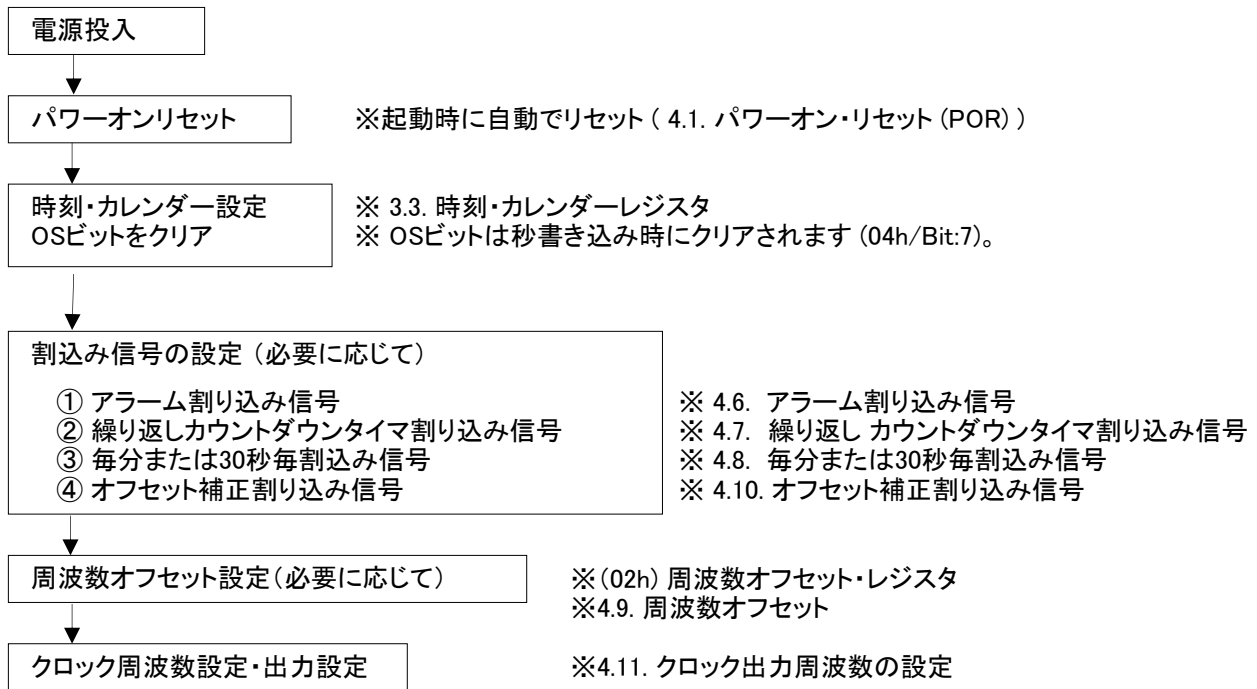 電源投入
パワーオンリセット
※起動時に自動でリセット ( 4.1. パワーオン・リセット (POR) )
時刻・カレンダー設定
OSビットをクリア
※ 3.3. 時刻・カレンダーレジスタ
※ OSビットは秒書き込み時にクリアされます (04h/Bit:7)。
割込み信号の設定 (必要に応じて)
① アラーム割り込み信号
② 繰り返しカウントダウンタイマ割り込み信号
③ 毎分または30秒毎割込み信号
④ オフセット補正割り込み信号
※ 4.6. アラーム割り込み信号
※ 4.7. 繰り返し カウントダウンタイマ割り込み信号
※ 4.8. 毎分または30秒毎割込み信号
※ 4.10. オフセット補正割り込み信号
周波数オフセット設定(必要に応じて)
※(02h) 周波数オフセット・レジスタ
※4.9. 周波数オフセット
クロック周波数設定・出力設定
※4.11. クロック出力周波数の設定